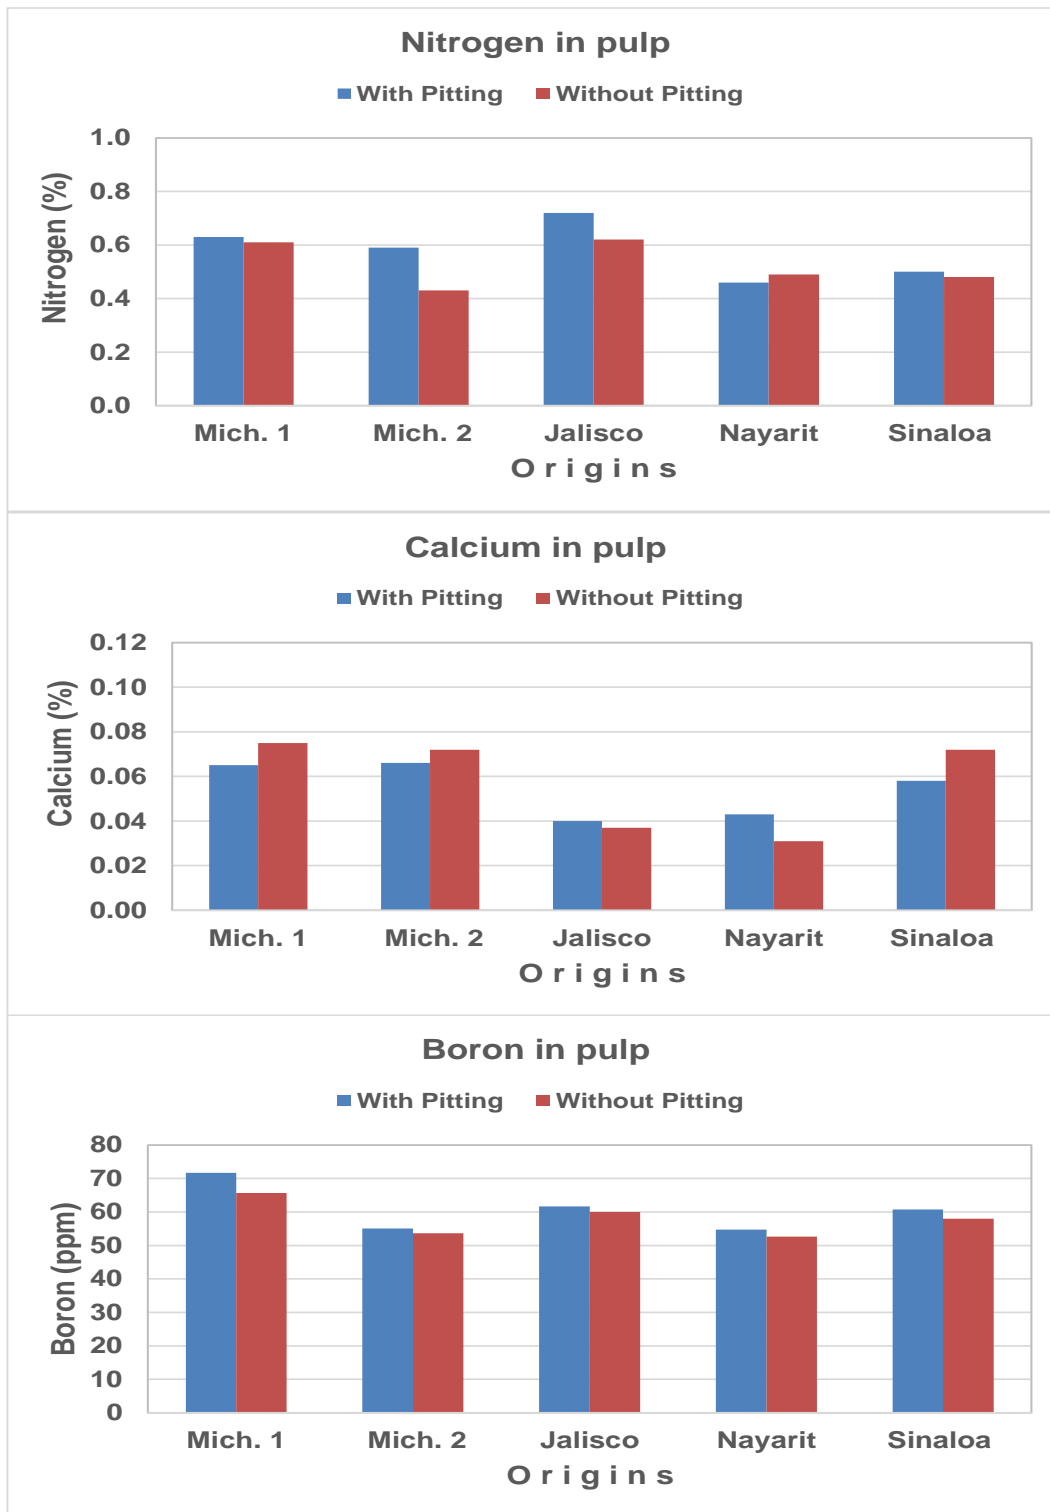 Nitrogen in pulp
With Pitting Without Pitting
1.0
0.8
0.6
0.4
0.2
0.0
Nitrogen (%)
Mich. 1 Mich. 2 Jalisco Nayarit Sinaloa
O r i g i n s
Calcium in pulp
With Pitting Without Pitting
0.12
0.10
0.08
0.06
0.04
0.02
0.00
Calcium (%)
Mich. 1 Mich. 2 Jalisco Nayarit Sinaloa
O r i g i n s
Boron in pulp
With Pitting Without Pitting
80
70
60
50
40
30
20
10
0
Boron (ppm)
Mich. 1 Mich. 2 Jalisco Nayarit Sinaloa
O r i g i n s